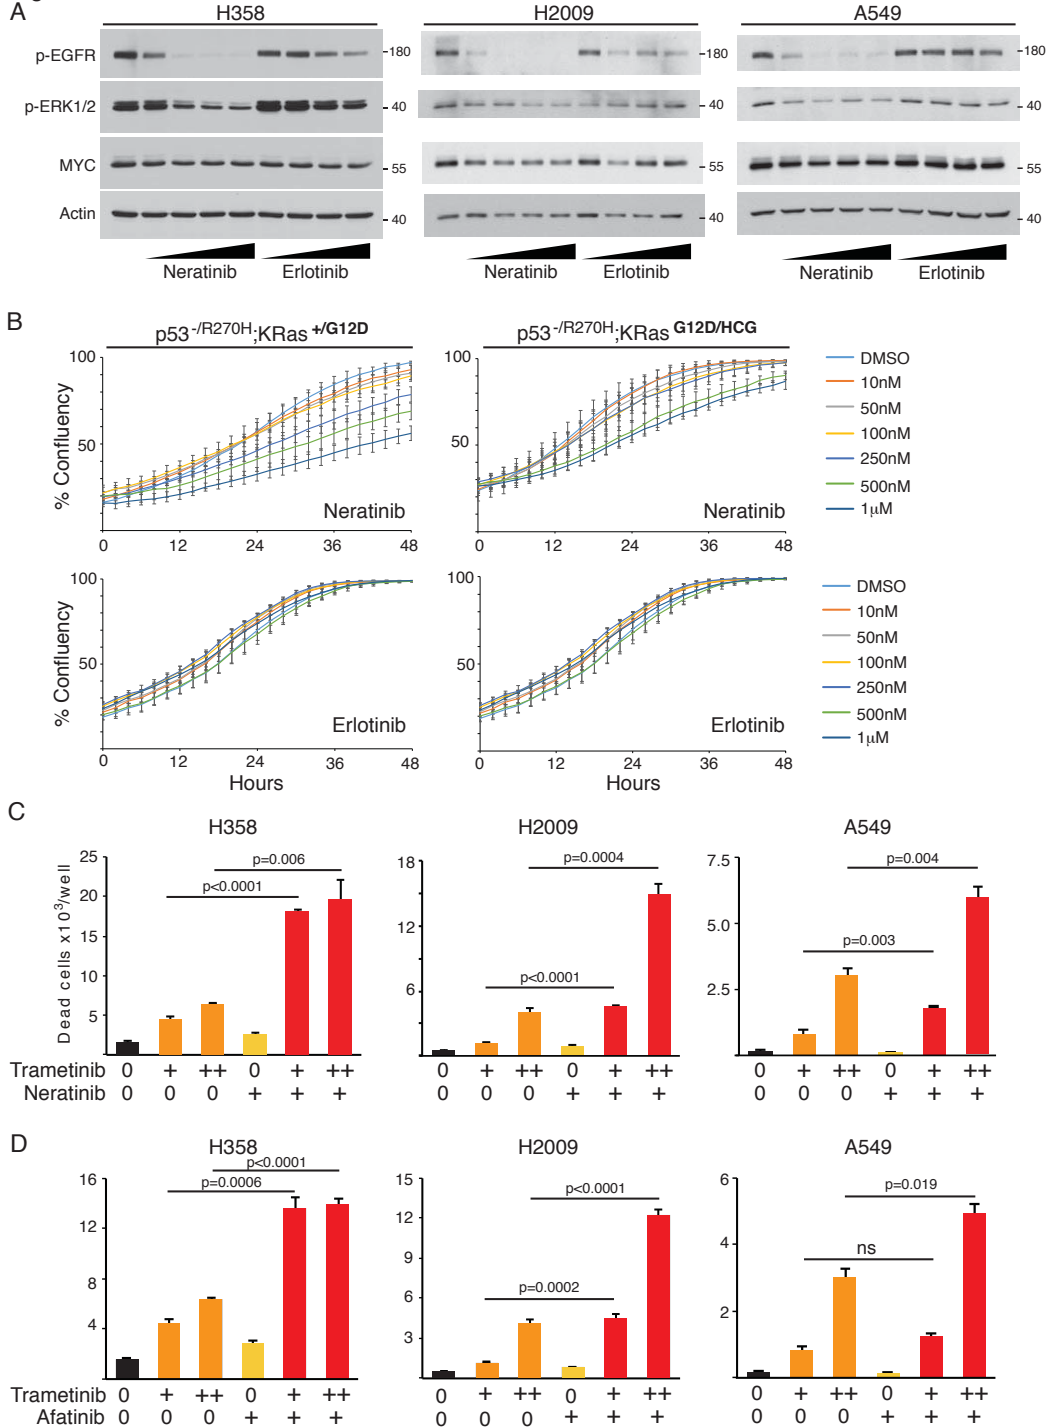 A
H358
H2009
A549
p-EGFR
180
180
180
p-ERK1/2
40
40
40
MYC
55
55
55
Actin
40
40
40
Neratinib
Erlotinib
Neratinib
Erlotinib
Neratinib
Erlotinib
B
p53-/R270H;KRas +/G12D
p53-/R270H;KRas G12D/HCG
% Confluency
100
50
0 12 24 36 48
Neratinib
100
50
0 12 24 36 48
Neratinib
DMSO
10nM
50nM
100nM
250nM
500nM
1µM
% Confluency
100
50
0 12 24 36 48
Erlotinib
Hours
100
50
0 12 24 36 48
Erlotinib
Hours
DMSO
10nM
50nM
100nM
250nM
500nM
1µM
C
H358
Dead cells x10³/well
25
20
15
10
5
p=0.006
p<0.0001
H2009
18
12
6
p=0.0004
p<0.0001
A549
7.5
5.0
2.5
p=0.004
p=0.003
Trametinib 0 + ++ 0 + ++ 0 + ++ 0 + ++ 0 + ++ 0 + ++
Neratinib 0 0 0 + + + 0 0 0 + + + 0 0 0 + + +
D
H358
16
12
8
4
p<0.0001
p=0.0006
H2009
15
12
9
6
3
p<0.0001
p=0.0002
A549
6
4
2
p=0.019
ns
Trametinib 0 + ++ 0 + ++ 0 + ++ 0 + ++ 0 + ++ 0 + ++
Afatinib 0 0 0 + + + 0 0 0 + + + 0 0 0 + + +